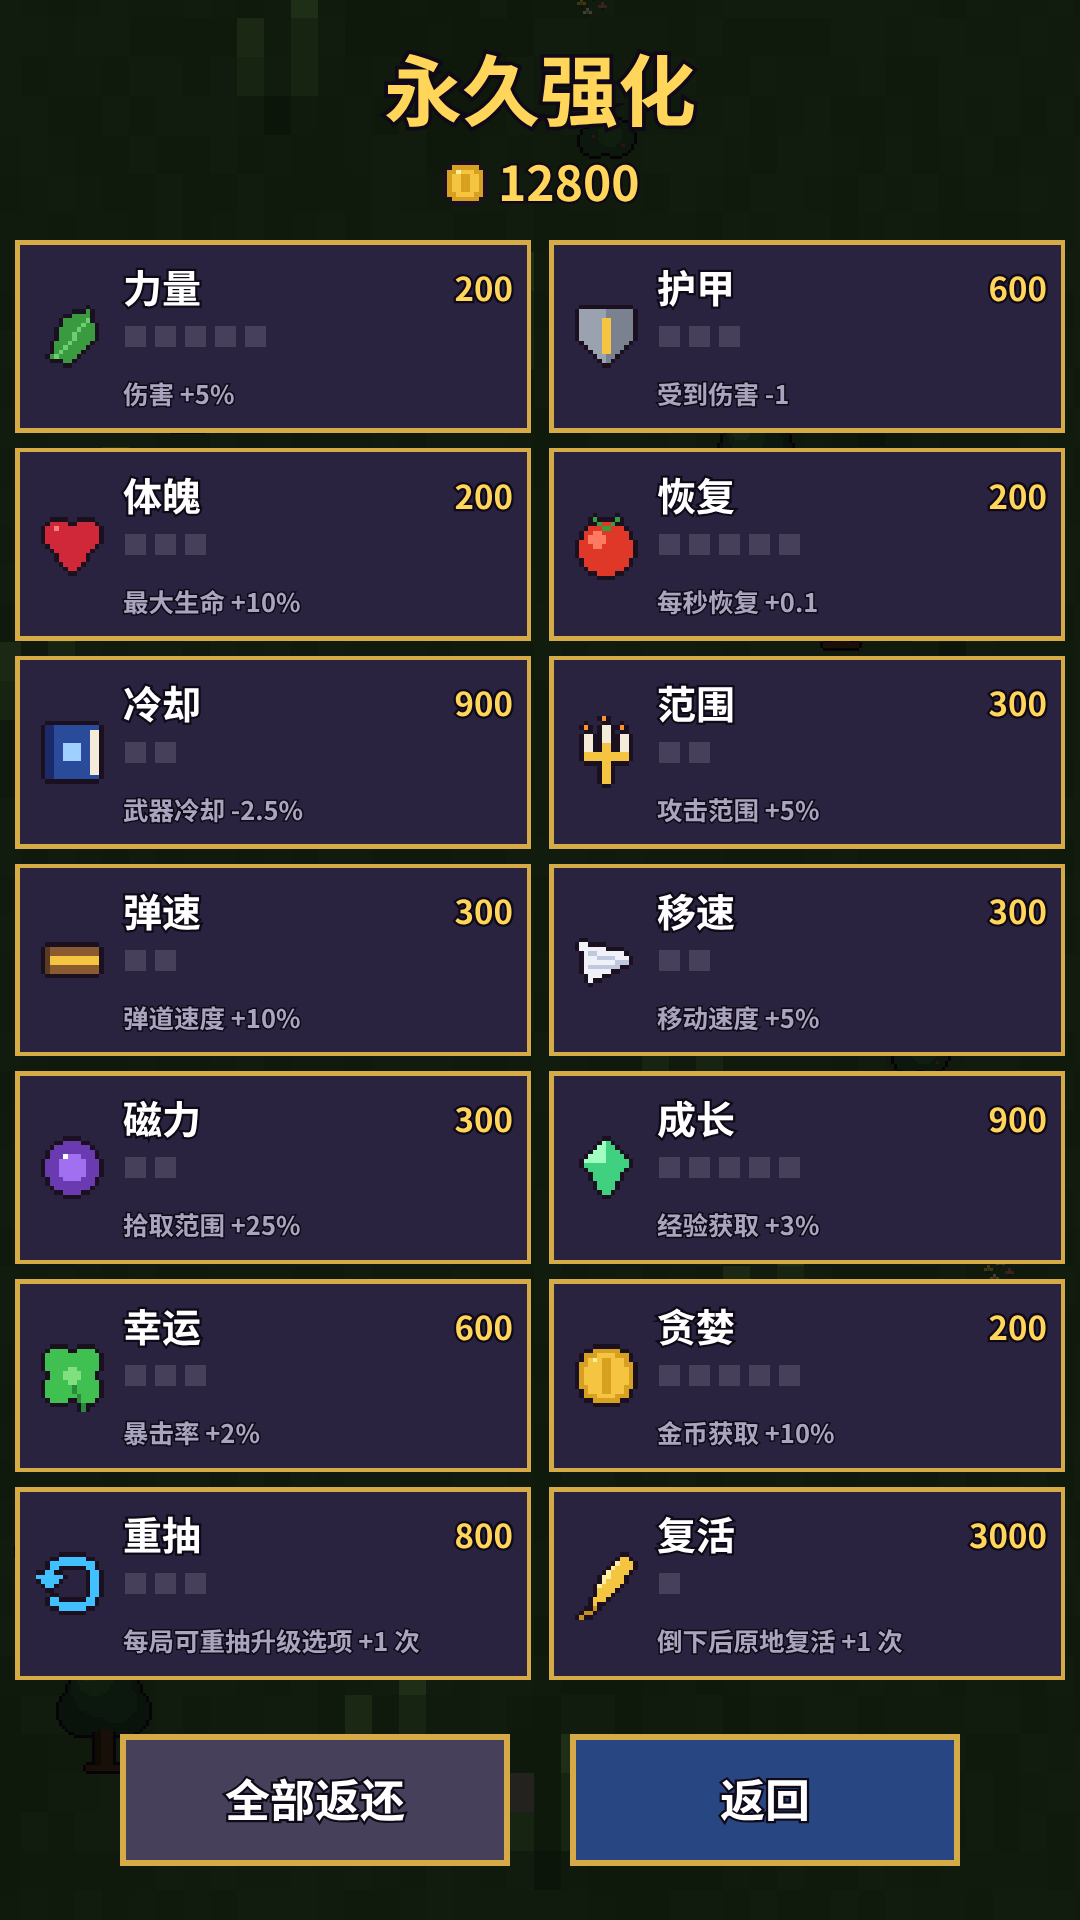 永久强化
12800
力量 200
伤害 +5%
护甲 600
受到伤害 -1
体魄 200
最大生命 +10%
恢复 200
每秒恢复 +0.1
冷却 900
武器冷却 -2.5%
范围 300
攻击范围 +5%
弹速 300
弹道速度 +10%
移速 300
移动速度 +5%
磁力 300
拾取范围 +25%
成长 900
经验获取 +3%
幸运 600
暴击率 +2%
贪婪 200
金币获取 +10%
重抽 800
每局可重抽升级选项 +1 次
复活 3000
倒下后原地复活 +1 次
全部返还
返回